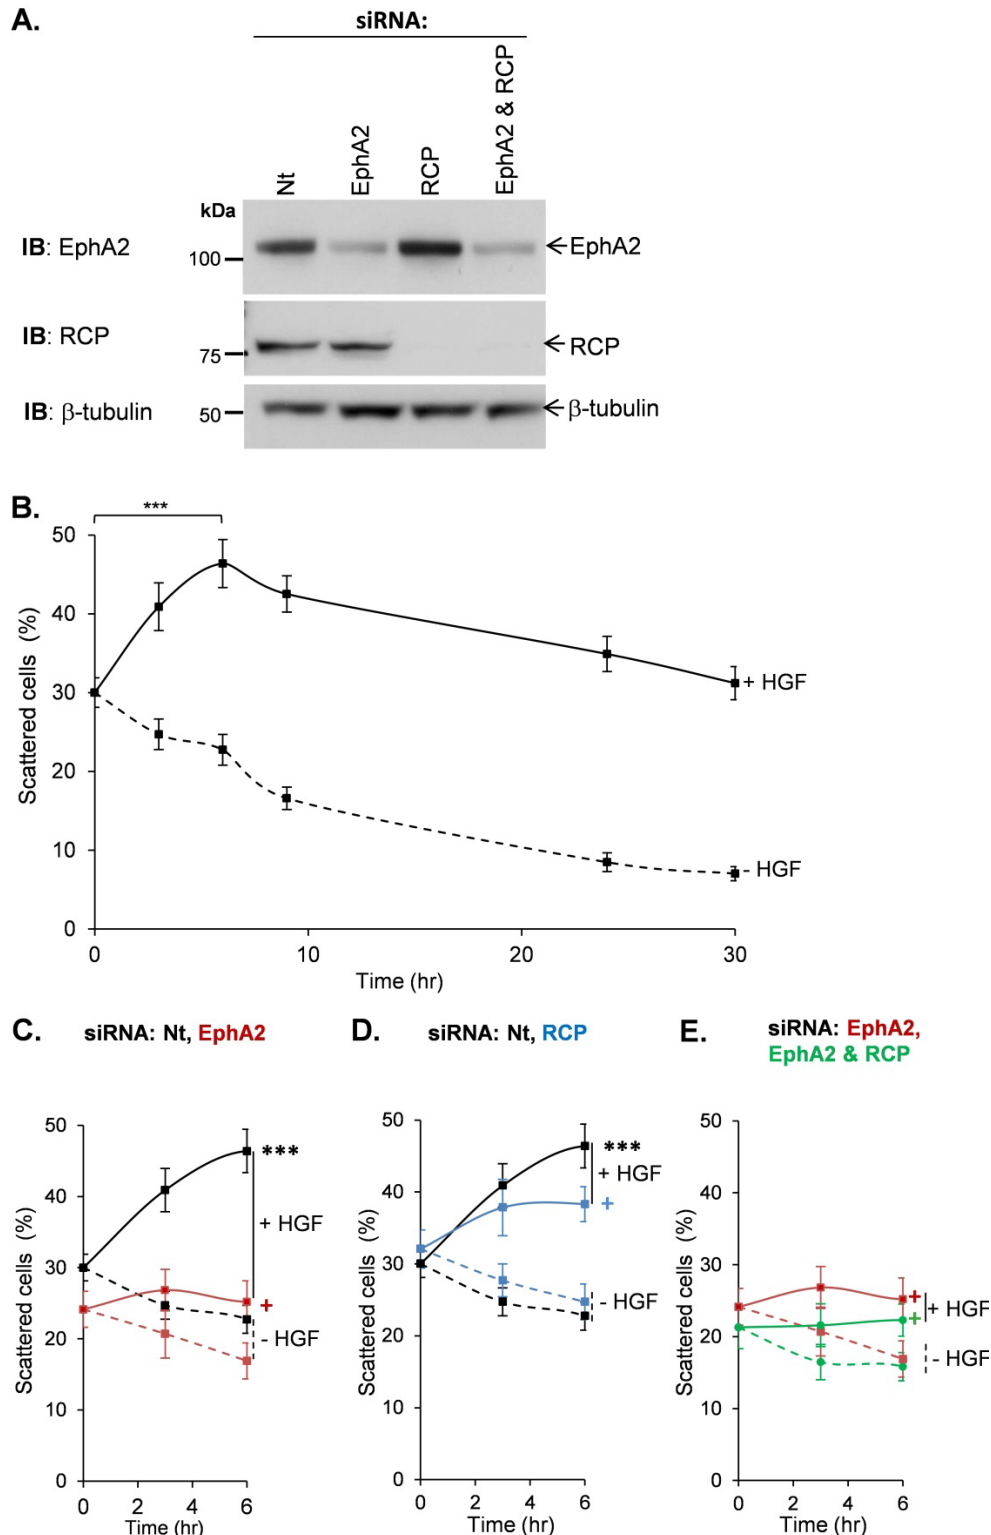 A.
siRNA:
Nt
EphA2
RCP
EphA2 & RCP
kDa
IB: EphA2
100
EphA2
IB: RCP
75
RCP
IB: β-tubulin
50
β-tubulin
B.
***
50
40
30
20
10
0
Scattered cells (%)
+ HGF
- HGF
0
10
20
30
Time (hr)
C.
siRNA: Nt, EphA2
50
40
30
20
10
0
Scattered cells (%)
***
+ HGF
+
- HGF
0
2
4
6
Time (hr)
D.
siRNA: Nt, RCP
50
40
30
20
10
0
Scattered cells (%)
***
+ HGF
+
- HGF
0
2
4
6
Time (hr)
E.
siRNA: EphA2,
EphA2 & RCP
50
40
30
20
10
0
Scattered cells (%)
+
+ HGF
+
- HGF
0
2
4
6
Time (hr)